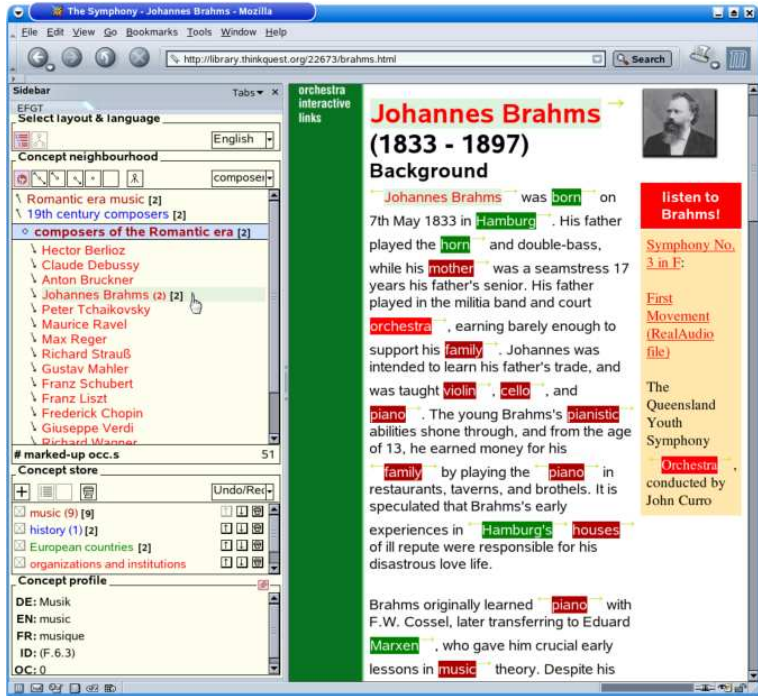 The Symphony - Johannes Brahms - Mozilla
File Edit View Go Bookmarks Tools Window Help
http://library.thinkquest.org/22673/brahms.html
Search
Sidebar
Tabs
EFGT
Select layout & language
English
Concept neighbourhood
composer
Romantic era music [2]
19th century composers [2]
composers of the Romantic era [2]
Hector Berlioz
Claude Debussy
Anton Bruckner
Johannes Brahms (2) [2]
Peter Tchaikovsky
Maurice Ravel
Max Reger
Richard Strauß
Gustav Mahler
Franz Schubert
Franz Liszt
Frederick Chopin
Giuseppe Verdi
Richard Wagner
# marked-up occ.s 51
Concept store
Undo/Rec
music (9) [9]
history (1) [2]
European countries [2]
organizations and institutions
Concept profile
DE: Musik
EN: music
FR: musique
ID: (F.6.3)
OC: 0
orchestra
interactive
links
Johannes Brahms
(1833 - 1897)
Background
Johannes Brahms was born on
7th May 1833 in Hamburg . His father
played the horn and double-bass,
while his mother was a seamstress 17
years his father's senior. His father
played in the militia band and court
orchestra , earning barely enough to
support his family . Johannes was
intended to learn his father's trade, and
was taught violin , cello , and
piano . The young Brahms's pianistic
abilities shone through, and from the age
of 13, he earned money for his
family by playing the piano in
restaurants, taverns, and brothels. It is
speculated that Brahms's early
experiences in Hamburg's houses
of ill repute were responsible for his
disastrous love life.
Brahms originally learned piano with
F.W. Cossel, later transferring to Eduard
Marxen , who gave him crucial early
lessons in music theory. Despite his
listen to
Brahms!
Symphony No.
3 in F:
First
Movement
(RealAudio
file)
The
Queensland
Youth
Symphony
Orchestra ,
conducted by
John Curro